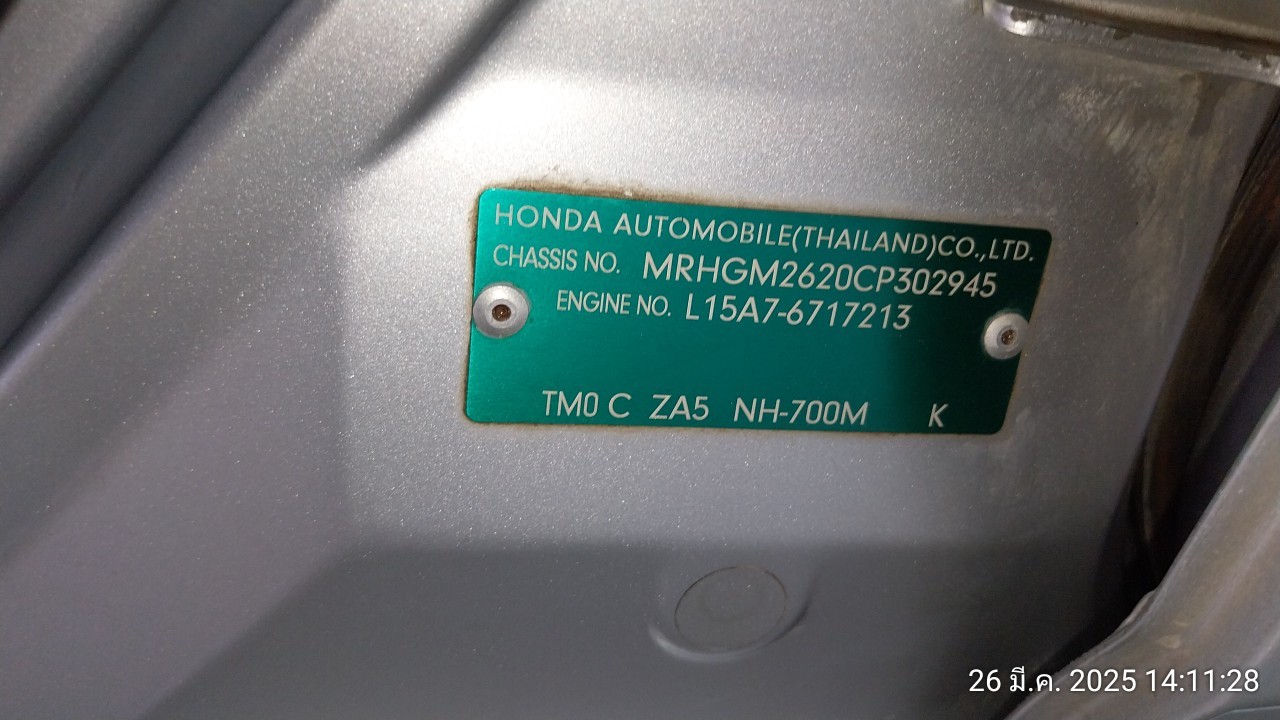 HONDA AUTOMOBILE(THAILAND)CO.,LTD.
CHASSIS NO. MRHGM2620CP302945
ENGINE NO. L15A7-6717213
TM0 C ZA5 NH-700M K
26 มี.ค. 2025 14:11:28